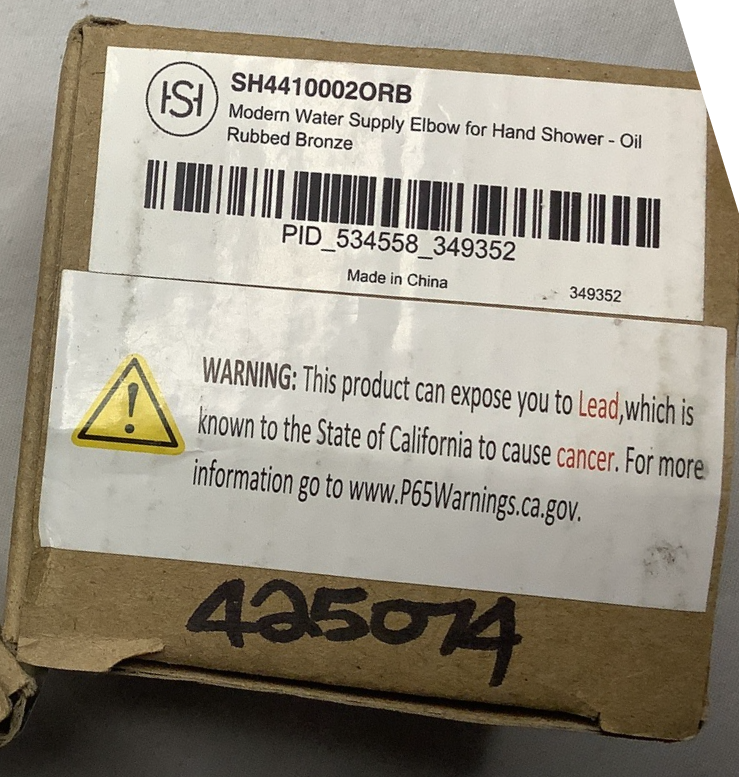 HSH
SH4410002ORB
Modern Water Supply Elbow for Hand Shower - Oil
Rubbed Bronze
PID_534558_349352
Made in China
349352
WARNING: This product can expose you to Lead,which is
known to the State of California to cause cancer. For more
information go to www.P65Warnings.ca.gov.
425074